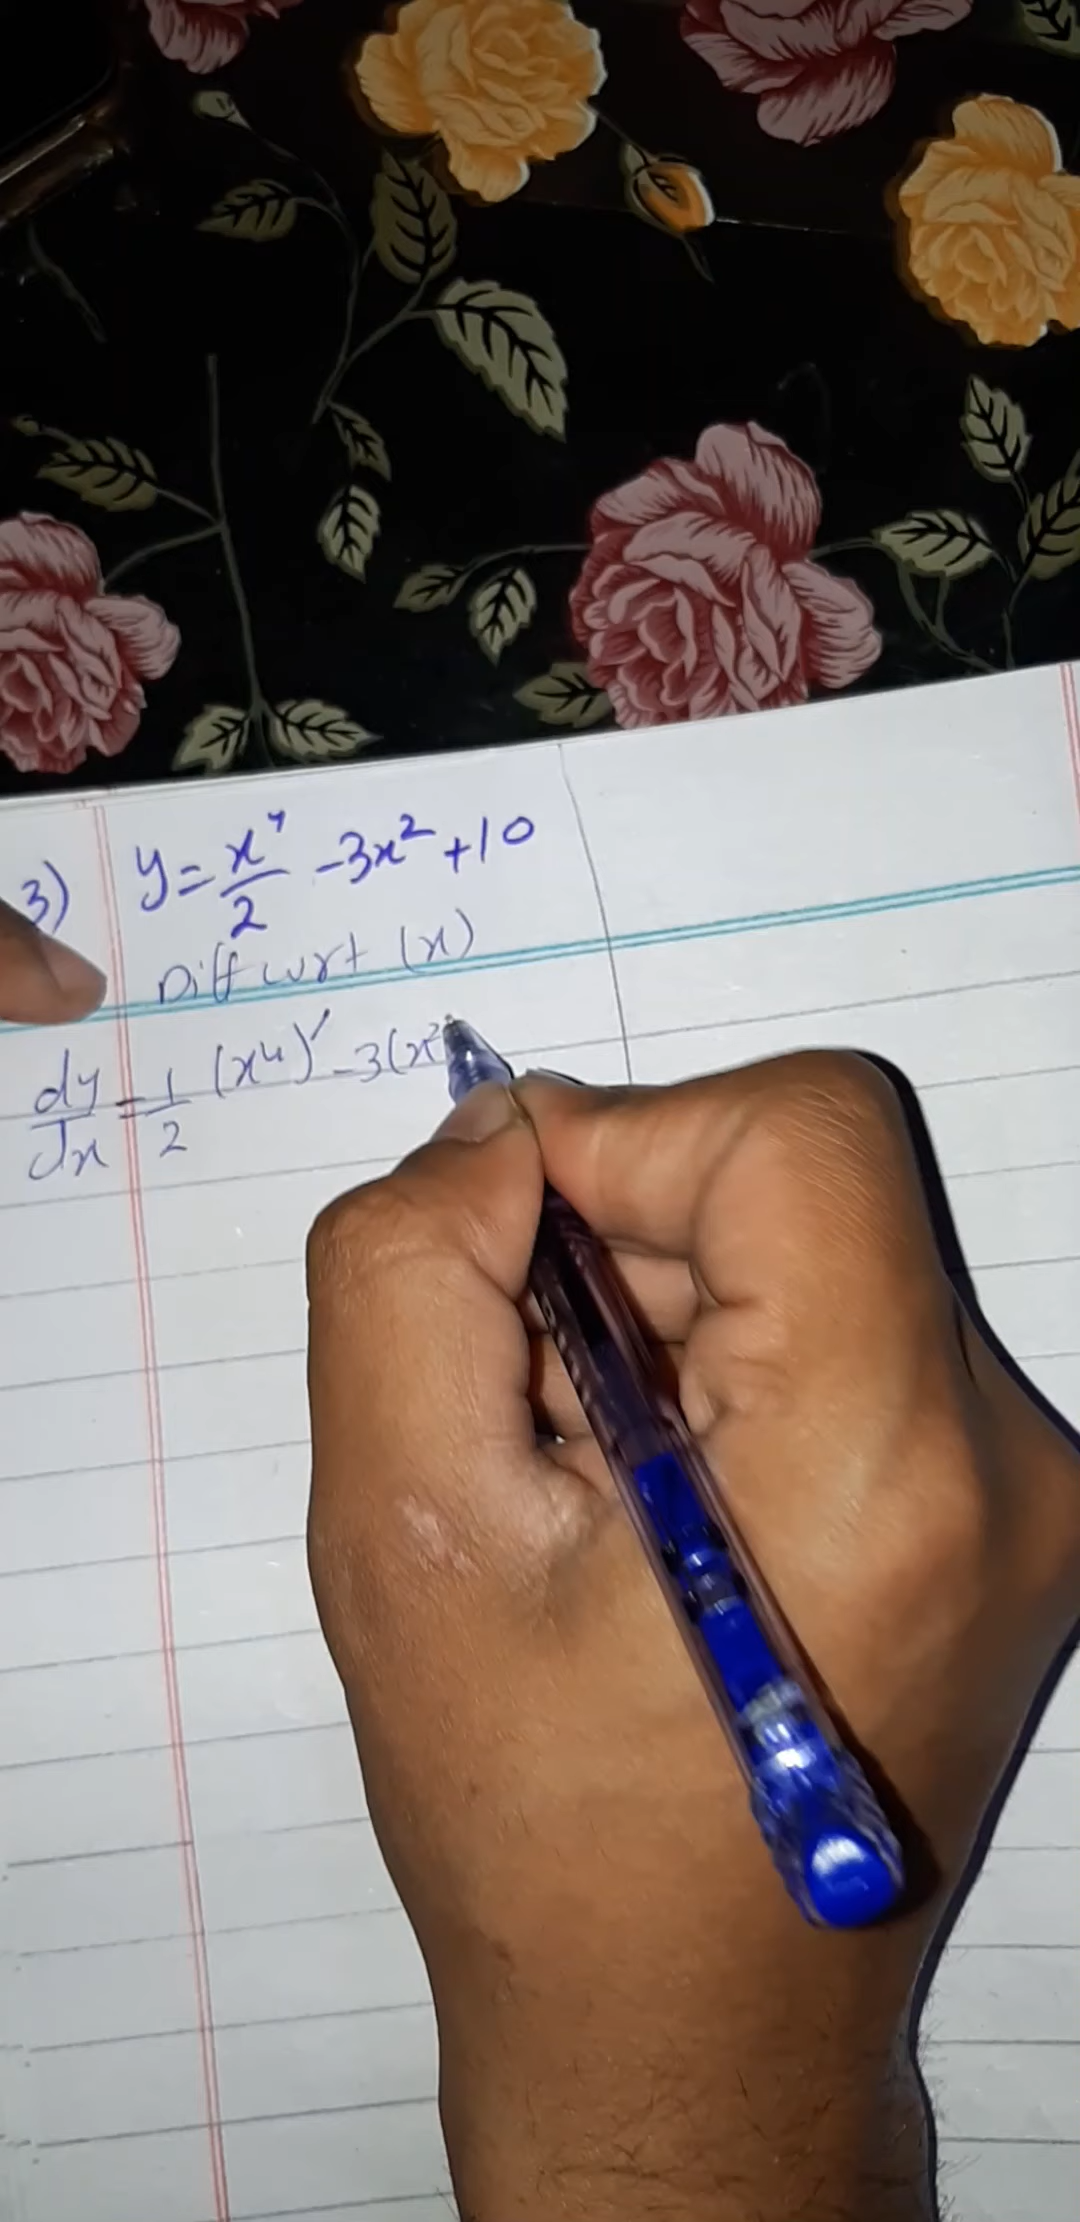 3) y = x⁴/2 - 3x² + 10
Diff wrt (x)
dy/dx = 1/2 (x⁴)' - 3(x²